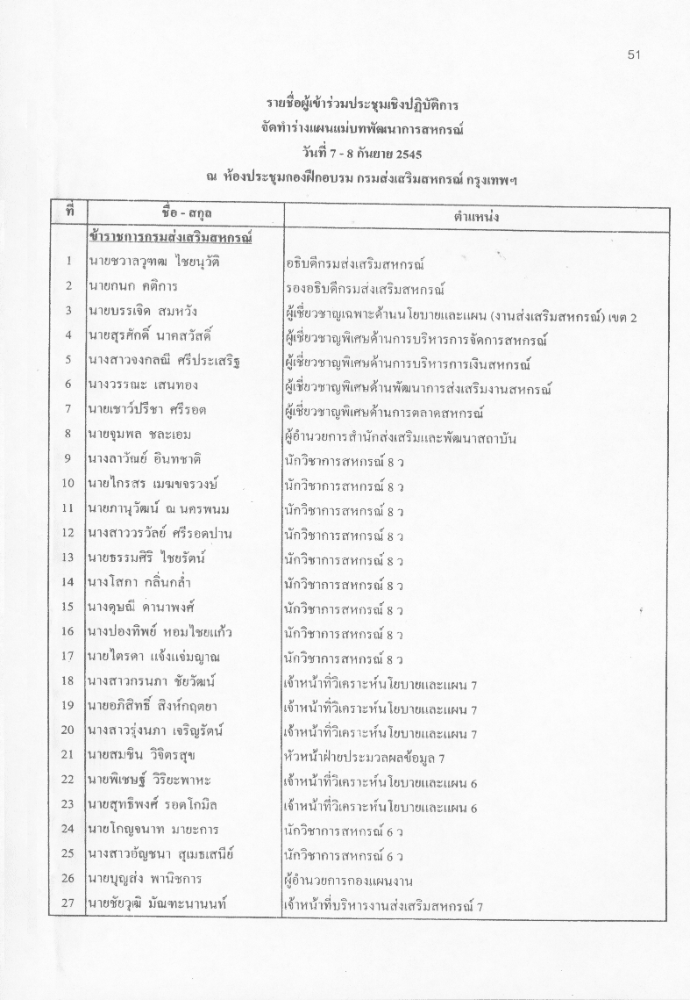 51
รายชื่อผู้เข้าร่วมประชุมเชิงปฏิบัติการ
จัดทำร่างแผนแม่บทพัฒนาการสหกรณ์
วันที่ 7 - 8 กันยาย 2545
ณ ห้องประชุมกองฝึกอบรม กรมส่งเสริมสหกรณ์ กรุงเทพฯ
ที่ ชื่อ - สกุล ตำแหน่ง
ข้าราชการกรมส่งเสริมสหกรณ์
1 นายชวาลวุฑฒ ไชยนุวัติ อธิบดีกรมส่งเสริมสหกรณ์
2 นายกนก คติการ รองอธิบดีกรมส่งเสริมสหกรณ์
3 นายบรรเจิด สมหวัง ผู้เชี่ยวชาญเฉพาะด้านนโยบายและแผน (งานส่งเสริมสหกรณ์) เขต 2
4 นายสุรศักดิ์ นาคสวัสดิ์ ผู้เชี่ยวชาญพิเศษด้านการบริหารการจัดการสหกรณ์
5 นางสาวจงกลณี ศรีประเสริฐ ผู้เชี่ยวชาญพิเศษด้านการบริหารการเงินสหกรณ์
6 นางวรรณะ เสนทอง ผู้เชี่ยวชาญพิเศษด้านพัฒนาการส่งเสริมงานสหกรณ์
7 นายเชาว์ปรีชา ศรีรอต ผู้เชี่ยวชาญพิเศษด้านการตลาดสหกรณ์
8 นายจุมพล ชละเอม ผู้อำนวยการสำนักส่งเสริมและพัฒนาสถาบัน
9 นางลาวัณย์ อินทชาติ นักวิชาการสหกรณ์ 8 ว
10 นายไกรสร เมฆขจรวงษ์ นักวิชาการสหกรณ์ 8 ว
11 นายภานุวัฒน์ ณ นครพนม นักวิชาการสหกรณ์ 8 ว
12 นางสาววรวัลย์ ศรีรอดปาน นักวิชาการสหกรณ์ 8 ว
13 นายธรรมศิริ ไชยรัตน์ นักวิชาการสหกรณ์ 8 ว
14 นางโสภา กลิ่นกล่ำ นักวิชาการสหกรณ์ 8 ว
15 นางดุษณี ดานาพงศ์ นักวิชาการสหกรณ์ 8 ว
16 นางปองทิพย์ หอมไชยแก้ว นักวิชาการสหกรณ์ 8 ว
17 นายไตรดา แจ้งแจ่มญาณ นักวิชาการสหกรณ์ 8 ว
18 นางสาวกรนภา ชัยวัฒน์ เจ้าหน้าที่วิเคราะห์นโยบายและแผน 7
19 นายอภิสิทธิ์ สิงห์กฤตยา เจ้าหน้าที่วิเคราะห์นโยบายและแผน 7
20 นางสาวรุ่งนภา เจริญรัตน์ เจ้าหน้าที่วิเคราะห์นโยบายและแผน 7
21 นายสมชิน วิจิตรสุข หัวหน้าฝ่ายประมวลผลข้อมูล 7
22 นายพิเชษฐ์ วิริยะพาหะ เจ้าหน้าที่วิเคราะห์นโยบายและแผน 6
23 นายสุทธิพงศ์ รอดโกมิล เจ้าหน้าที่วิเคราะห์นโยบายและแผน 6
24 นายโกญจนาท มายะการ นักวิชาการสหกรณ์ 6 ว
25 นางสาวอัญชนา สุเมธเสนีย์ นักวิชาการสหกรณ์ 6 ว
26 นายบุญส่ง พานิชการ ผู้อำนวยการกองแผนงาน
27 นายชัยวุฒิ มัณฑะนานนท์ เจ้าหน้าที่บริหารงานส่งเสริมสหกรณ์ 7